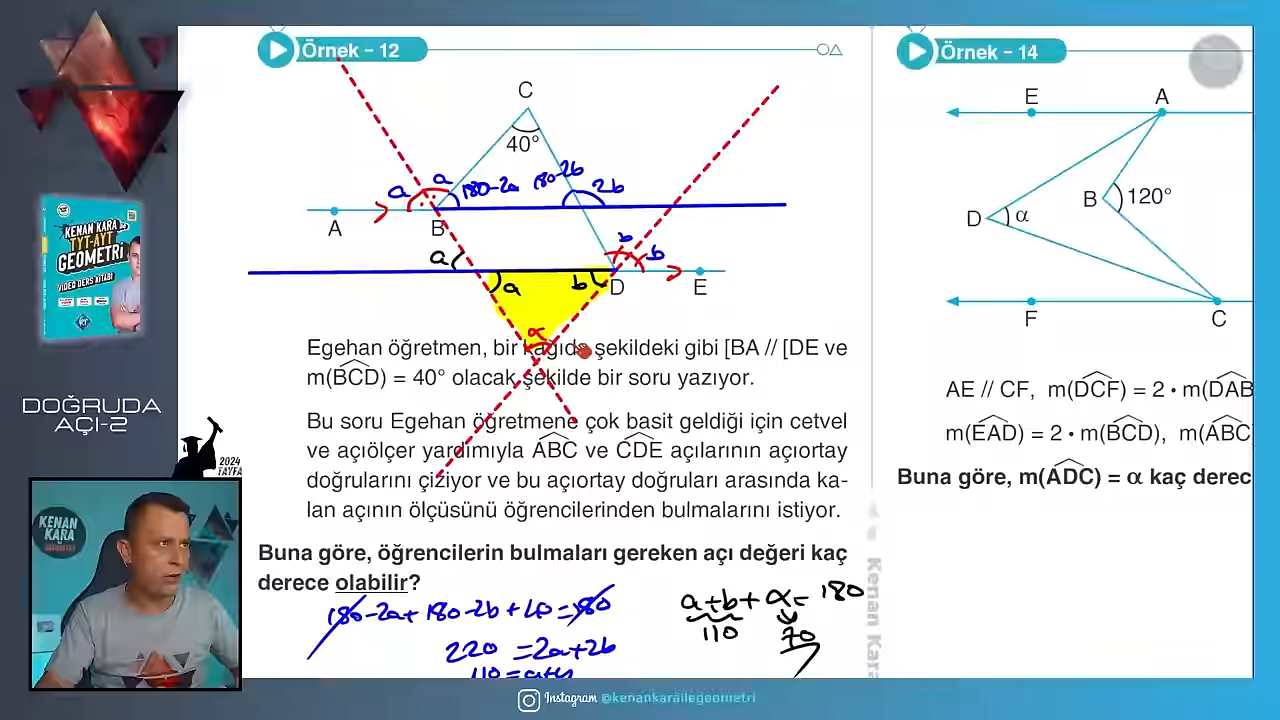 Örnek – 12
C
40°
a
a
180-2a
180-2b
2b
A
B
a
b
b
a
b
D
E
α
Egehan öğretmen, bir kağıda şekildeki gibi [BA // [DE ve
m(BCD) = 40° olacak şekilde bir soru yazıyor.
Bu soru Egehan öğretmene çok basit geldiği için cetvel
ve açıölçer yardımıyla ABC ve CDE açılarının açıortay
doğrularını çiziyor ve bu açıortay doğruları arasında ka-
lan açının ölçüsünü öğrencilerinden bulmalarını istiyor.
Buna göre, öğrencilerin bulmaları gereken açı değeri kaç
derece olabilir?
180-2a+180-2b+40=180
220 = 2a+2b
a+b+α=180
110
70
Örnek – 14
E
A
B
120°
D
α
F
C
AE // CF, m(DCF) = 2 • m(DAB
m(EAD) = 2 • m(BCD), m(ABC
Buna göre, m(ADC) = α kaç derec
Kenan Kar
KENAN KARA
TYT-AYT
GEOMETRİ
VİDEO DERS KİTABI
DOĞRUDA
AÇI-2
2024
TAYFA
KENAN
KARA
Instagram @kenankarailegeometri